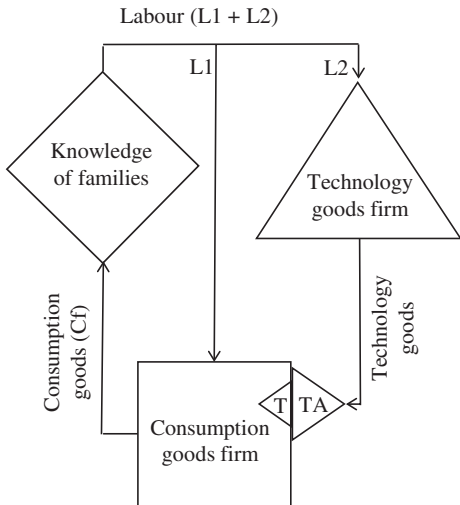 Labour (L1 + L2)
L1
L2
Knowledge
of families
Technology
goods firm
Consumption
goods (Cf)
Technology
goods
T
TA
Consumption
goods firm